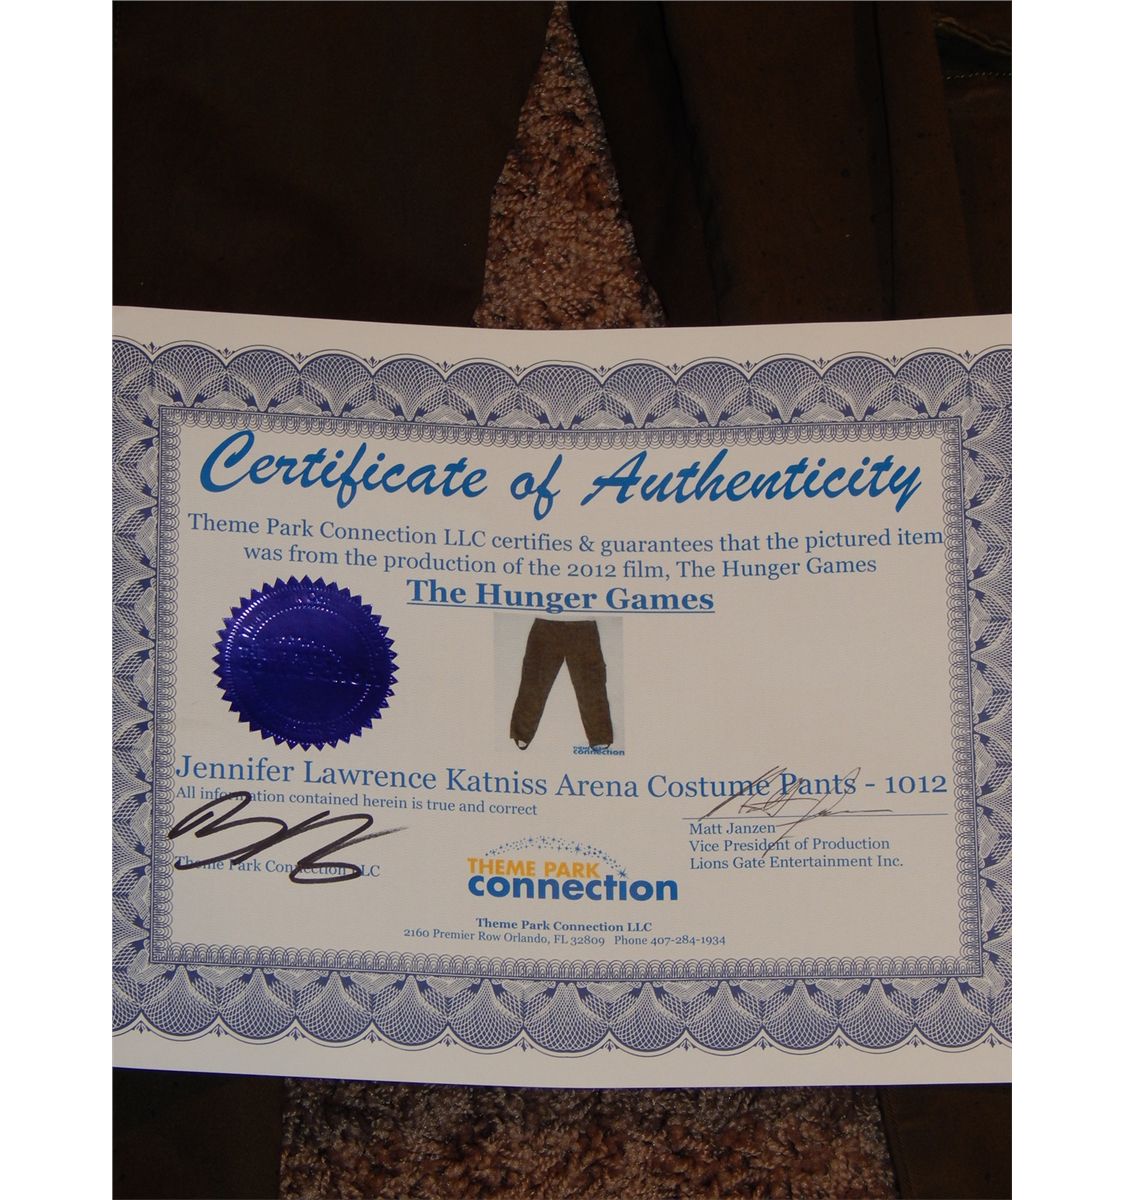 Certificate of Authenticity
Theme Park Connection LLC certifies & guarantees that the pictured item
was from the production of the 2012 film, The Hunger Games
The Hunger Games
connection
Jennifer Lawrence Katniss Arena Costume Pants - 1012
All information contained herein is true and correct
Theme Park Connection LLC
Matt Janzen
Vice President of Production
Lions Gate Entertainment Inc.
THEME PARK
connection
Theme Park Connection LLC
2160 Premier Row Orlando, FL 32809 Phone 407-284-1934